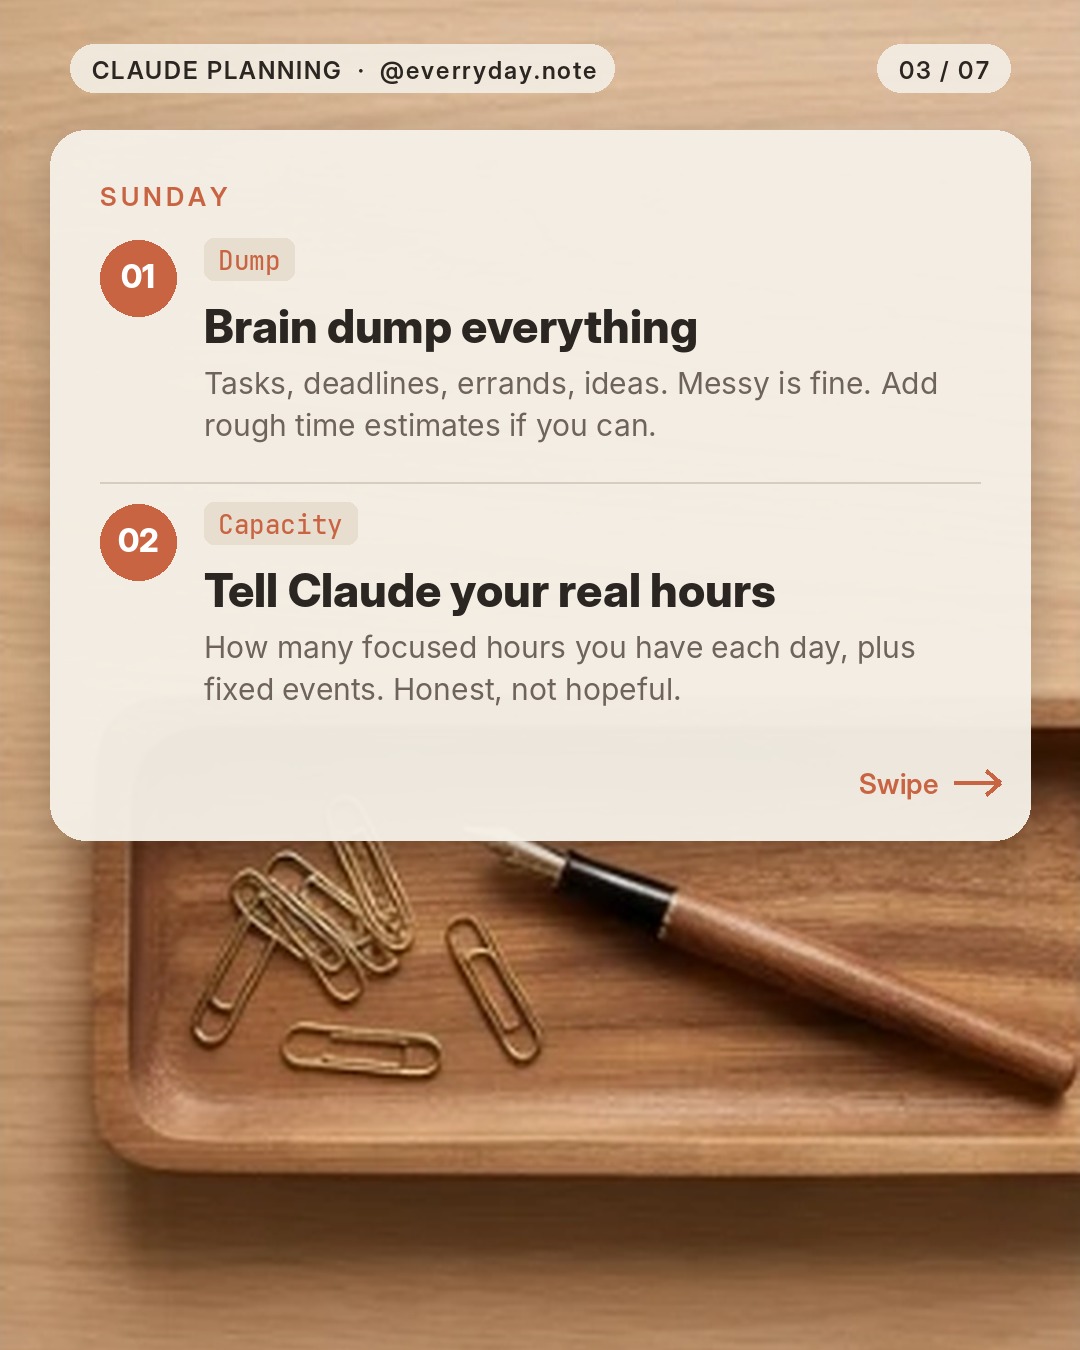 CLAUDE PLANNING · @everryday.note
03 / 07
SUNDAY
01
Dump
Brain dump everything
Tasks, deadlines, errands, ideas. Messy is fine. Add
rough time estimates if you can.
02
Capacity
Tell Claude your real hours
How many focused hours you have each day, plus
fixed events. Honest, not hopeful.
Swipe